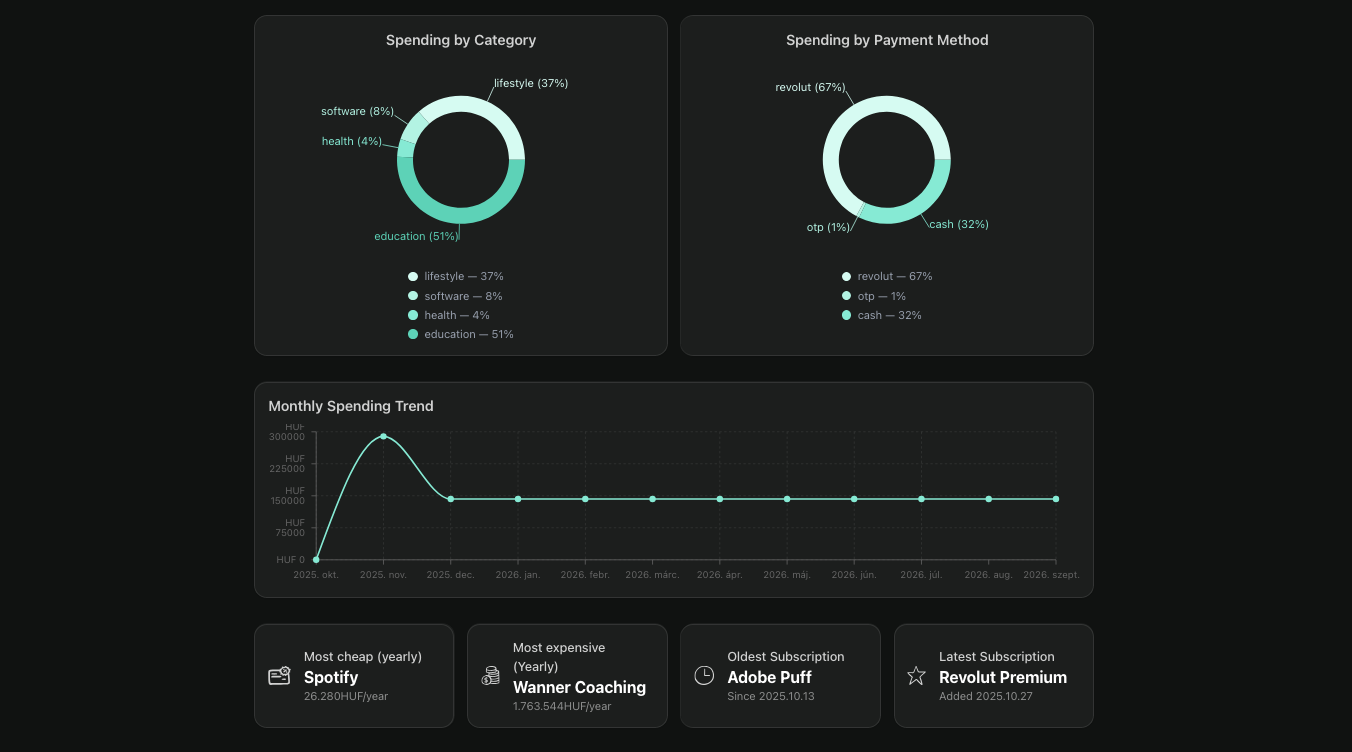 Spending by Category
lifestyle (37%)
software (8%)
health (4%)
education (51%)
lifestyle — 37%
software — 8%
health — 4%
education — 51%
Spending by Payment Method
revolut (67%)
otp (1%)
cash (32%)
revolut — 67%
otp — 1%
cash — 32%
Monthly Spending Trend
HUF
300000
HUF
225000
HUF
150000
HUF
75000
HUF 0
2025. okt. 2025. nov. 2025. dec. 2026. jan. 2026. febr. 2026. márc. 2026. ápr. 2026. máj. 2026. jún. 2026. júl. 2026. aug. 2026. szept.
Most cheap (yearly)
Spotify
26.280HUF/year
Most expensive
(Yearly)
Wanner Coaching
1.763.544HUF/year
Oldest Subscription
Adobe Puff
Since 2025.10.13
Latest Subscription
Revolut Premium
Added 2025.10.27